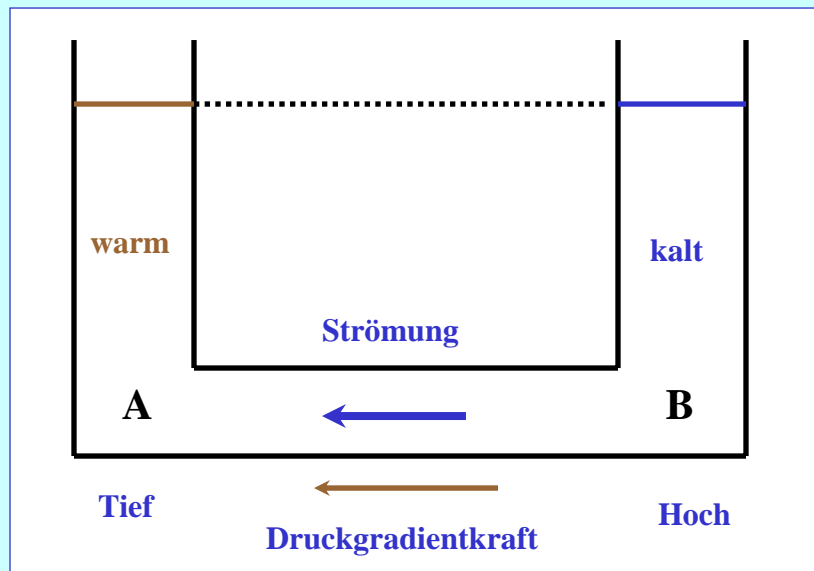 warm
kalt
Strömung
A
B
Tief
Hoch
Druckgradientkraft